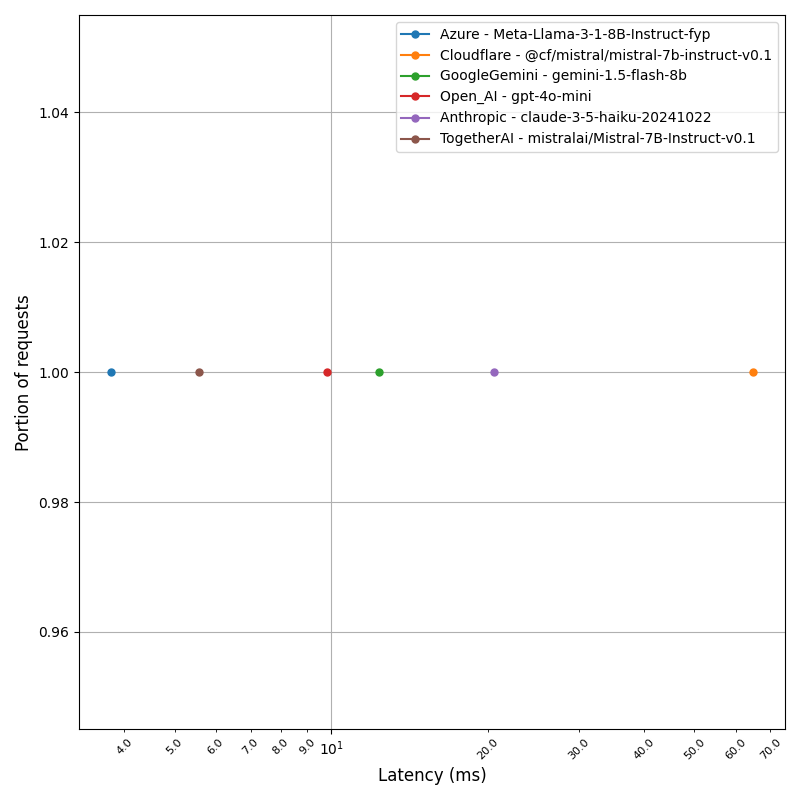 Azure - Meta-Llama-3-1-8B-Instruct-fyp
Cloudflare - @cf/mistral/mistral-7b-instruct-v0.1
GoogleGemini - gemini-1.5-flash-8b
Open_AI - gpt-4o-mini
Anthropic - claude-3-5-haiku-20241022
TogetherAI - mistralai/Mistral-7B-Instruct-v0.1
1.04
1.02
1.00
0.98
0.96
Portion of requests
4.0 5.0 6.0 7.0 8.0 9.0 10¹ 20.0 30.0 40.0 50.0 60.0 70.0
Latency (ms)